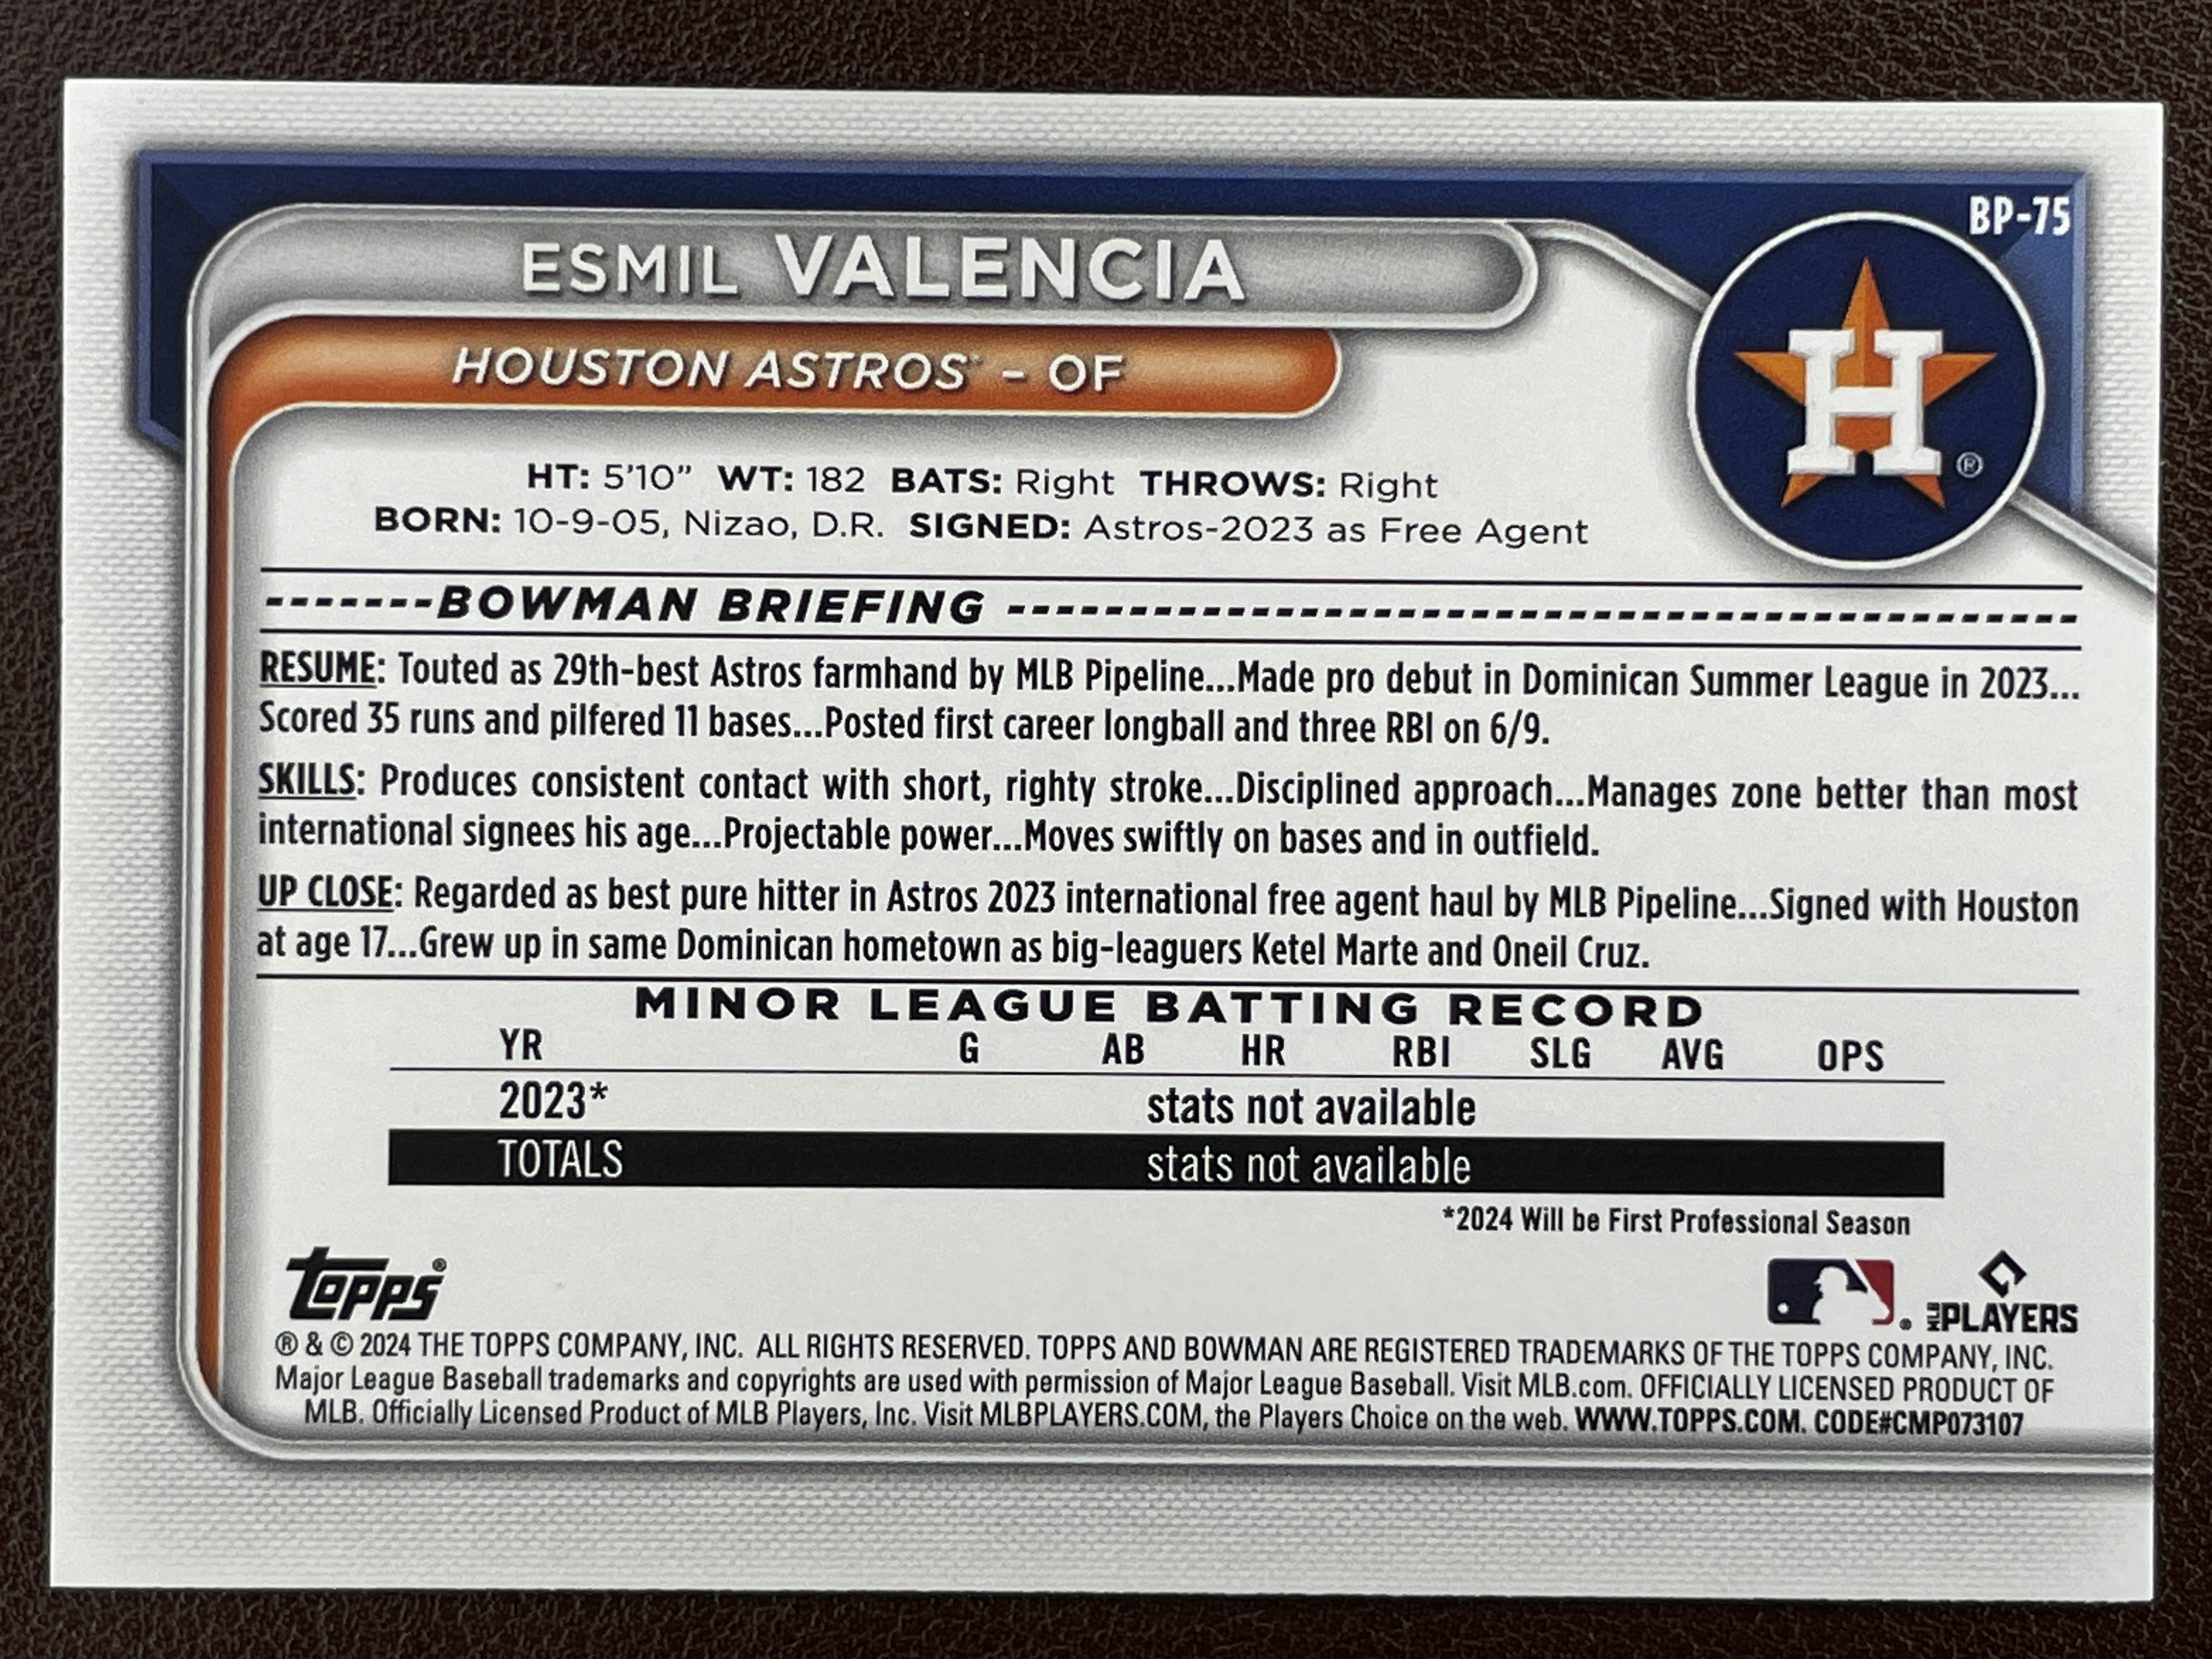 BP-75
ESMIL VALENCIA
HOUSTON ASTROS - OF
H ®
HT: 5'10" WT: 182 BATS: Right THROWS: Right
BORN: 10-9-05, Nizao, D.R. SIGNED: Astros-2023 as Free Agent
-------BOWMAN BRIEFING --------------------------------------------
RESUME: Touted as 29th-best Astros farmhand by MLB Pipeline...Made pro debut in Dominican Summer League in 2023...
Scored 35 runs and pilfered 11 bases...Posted first career longball and three RBI on 6/9.
SKILLS: Produces consistent contact with short, righty stroke...Disciplined approach...Manages zone better than most
international signees his age...Projectable power...Moves swiftly on bases and in outfield.
UP CLOSE: Regarded as best pure hitter in Astros 2023 international free agent haul by MLB Pipeline...Signed with Houston
at age 17...Grew up in same Dominican hometown as big-leaguers Ketel Marte and Oneil Cruz.
MINOR LEAGUE BATTING RECORD
YR G AB HR RBI SLG AVG OPS
2023* stats not available
TOTALS stats not available
*2024 Will be First Professional Season
Topps® ® MLB PLAYERS
® & © 2024 THE TOPPS COMPANY, INC. ALL RIGHTS RESERVED. TOPPS AND BOWMAN ARE REGISTERED TRADEMARKS OF THE TOPPS COMPANY, INC.
Major League Baseball trademarks and copyrights are used with permission of Major League Baseball. Visit MLB.com. OFFICIALLY LICENSED PRODUCT OF
MLB. Officially Licensed Product of MLB Players, Inc. Visit MLBPLAYERS.COM, the Players Choice on the web. WWW.TOPPS.COM. CODE#CMP073107